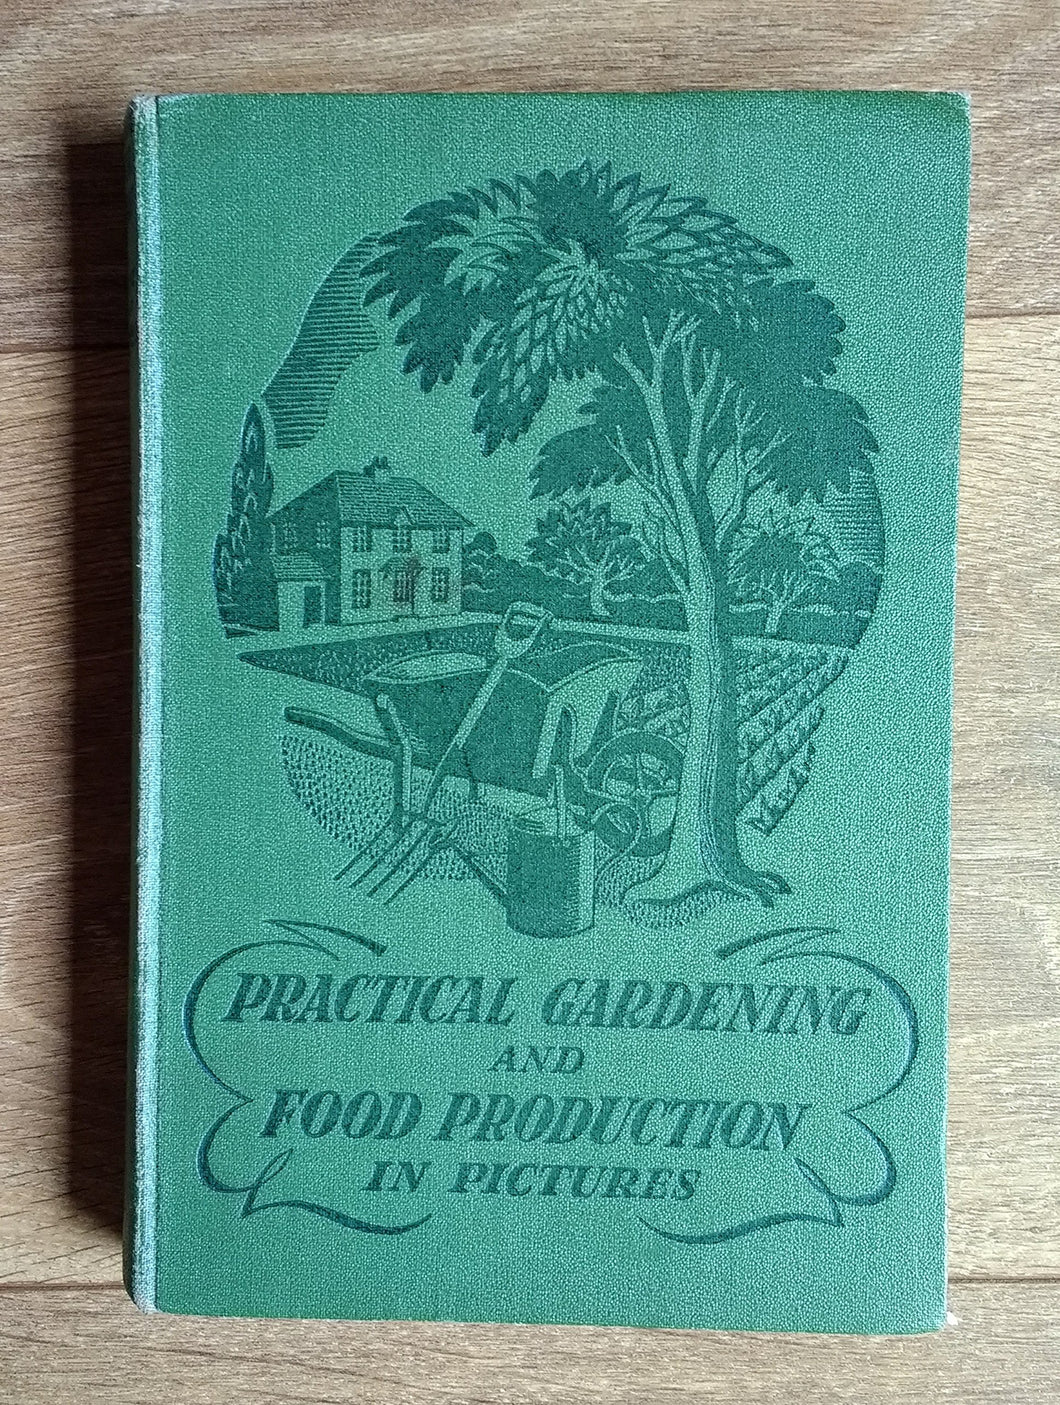 PRACTICAL GARDENING
AND
FOOD PRODUCTION
IN PICTURES